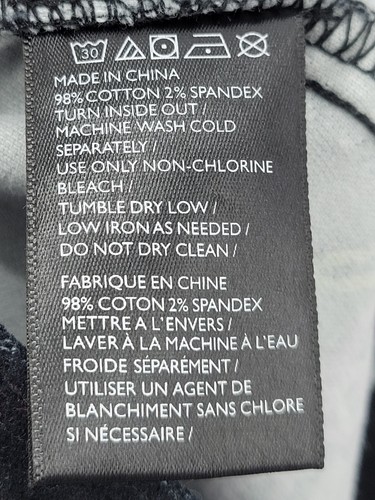 30
MADE IN CHINA
98% COTTON 2% SPANDEX
TURN INSIDE OUT /
MACHINE WASH COLD
SEPARATELY /
USE ONLY NON-CHLORINE
BLEACH /
TUMBLE DRY LOW /
LOW IRON AS NEEDED /
DO NOT DRY CLEAN /
FABRIQUE EN CHINE
98% COTON 2% SPANDEX
METTRE A L'ENVERS /
LAVER À LA MACHINE À L'EAU
FROIDE SÉPARÉMENT /
UTILISER UN AGENT DE
BLANCHIMENT SANS CHLORE
SI NÉCESSAIRE /